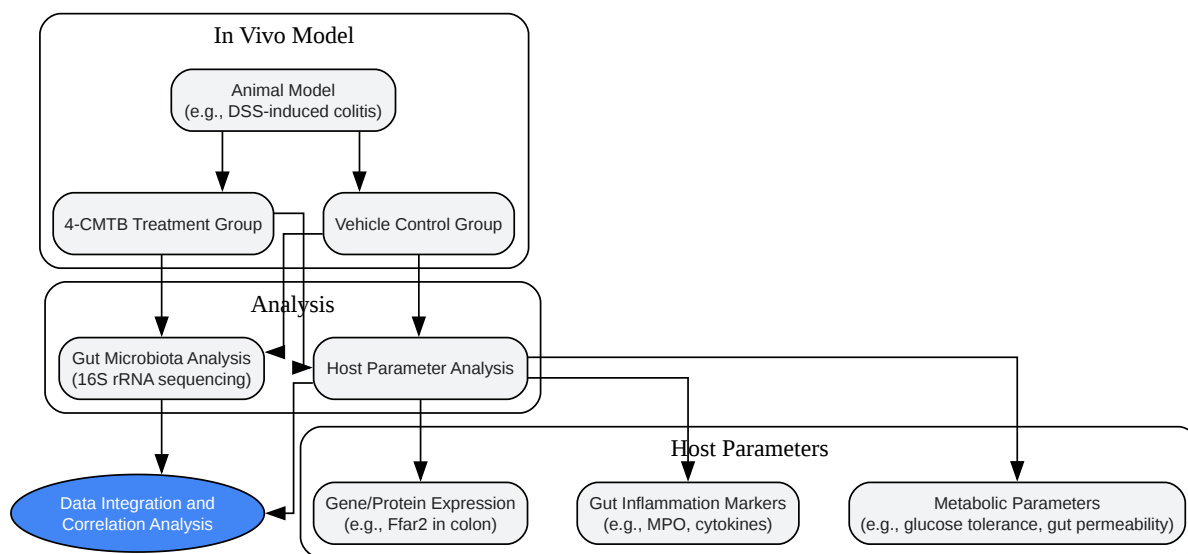 In Vivo Model
Animal Model
(e.g., DSS-induced colitis)
4-CMTB Treatment Group
Vehicle Control Group
Analysis
Gut Microbiota Analysis
(16S rRNA sequencing)
Host Parameter Analysis
Host Parameters
Data Integration and
Correlation Analysis
Gene/Protein Expression
(e.g., Ffar2 in colon)
Gut Inflammation Markers
(e.g., MPO, cytokines)
Metabolic Parameters
(e.g., glucose tolerance, gut permeability)